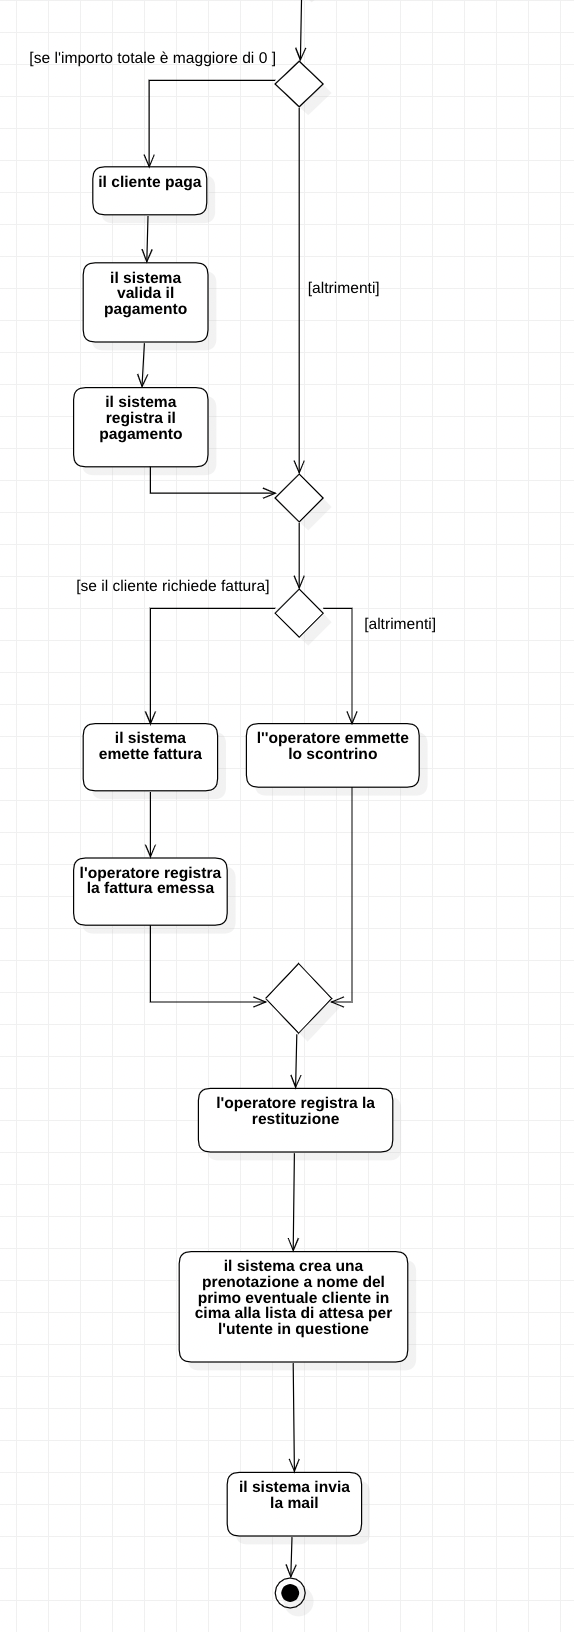 [se l'importo totale è maggiore di 0 ]
il cliente paga
il sistema
valida il
pagamento
[altrimenti]
il sistema
registra il
pagamento
[se il cliente richiede fattura]
[altrimenti]
il sistema
emette fattura
l''operatore emmette
lo scontrino
l'operatore registra
la fattura emessa
l'operatore registra la
restituzione
il sistema crea una
prenotazione a nome del
primo eventuale cliente in
cima alla lista di attesa per
l'utente in questione
il sistema invia
la mail